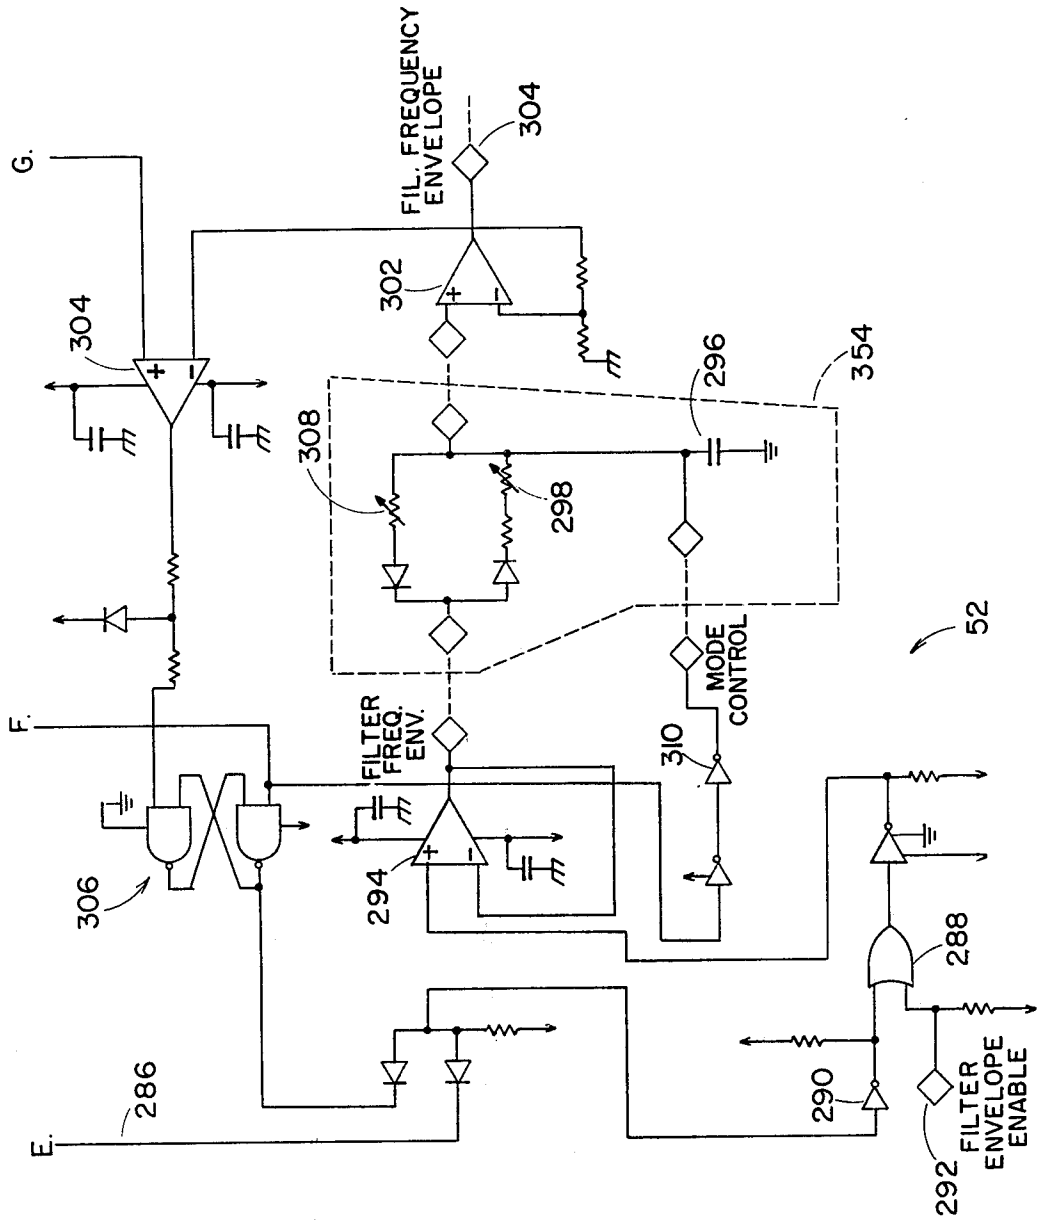 G.
FIL. FREQUENCY
ENVELOPE
304
304
302
+
−
+
−
354
296
308
298
MODE
CONTROL
52
F.
FILTER
FREQ.
ENV.
310
306
294
+
−
288
E.
286
290
292
FILTER
ENVELOPE
ENABLE